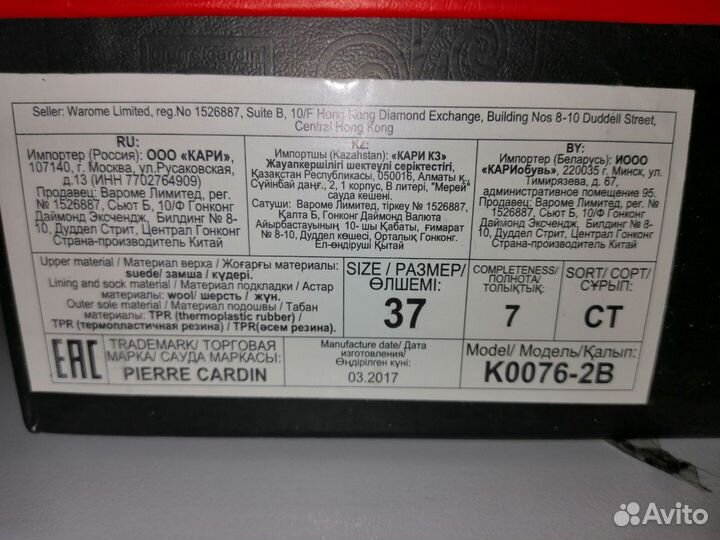 pierre cardin
Seller: Warome Limited, reg.No 1526887, Suite B, 10/F Hong Kong Diamond Exchange, Building Nos 8-10 Duddell Street,
Central Hong Kong
RU:
Импортер (Россия): ООО «КАРИ»,
107140, г. Москва, ул.Русаковская,
д.13 (ИНН 7702764909)
Продавец: Вароме Лимитед, рег.
№ 1526887, Сьют Б, 10/Ф Гонконг
Даймонд Эксчендж, Билдинг № 8-
10, Дуддел Стрит, Централ Гонконг
Страна-производитель Китай
KZ:
Импортшы (Kazahstan): «КАРИ КЗ»
Жауапкершілігі шектеулі серіктестігі,
Қазақстан Республикасы, 050016, Алматы қ.,
Сүйінбай даңғ., 2, 1 корпус, В литері, "Мерей"
сауда кешені.
Сатушы: Вароме Лимитед, тіркеу № 1526887,
Қалта Б, Гонконг Даймонд Валюта
Айырбастауының 10- шы Қабаты, ғимарат
№ 8-10, Дуддел көшесі, Орталық Гонконг.
Ел-өндіруші Қытай
BY:
Импортер (Беларусь): ИООО
«КАРИобувь», 220035 г. Минск, ул.
Тимирязева, д. 67,
административное помещение 95.
Продавец: Вароме Лимитед, рег.
№ 1526887, Сьют Б, 10/Ф Гонконг
Даймонд Эксчендж, Билдинг № 8-
10, Дуддел Стрит, Централ Гонконг
Страна-производитель Китай
Upper material / Материал верха / Жоғарғы материалы:
suede/ замша / күдері.
Lining and sock material / Материал подкладки / Астар
материалы: wool/ шерсть / жүн.
Outer sole material / Материал подошвы / Табан
материалы: TPR (thermoplastic rubber) /
TPR (термопластичная резина) / TPR(әсем резина).
SIZE / РАЗМЕР/
ӨЛШЕМІ:
37
COMPLETENESS/
ПОЛНОТА/
ТОЛЫҚТЫҚ:
7
SORT/ СОРТ/
СҰРЫП:
СТ
EAC
TRADEMARK/ ТОРГОВАЯ
МАРКА/ САУДА МАРКАСЫ:
PIERRE CARDIN
Manufacture date/ Дата
изготовления/
Өндірілген күні:
03.2017
Model/ Модель/Қалып:
K0076-2B
Avito